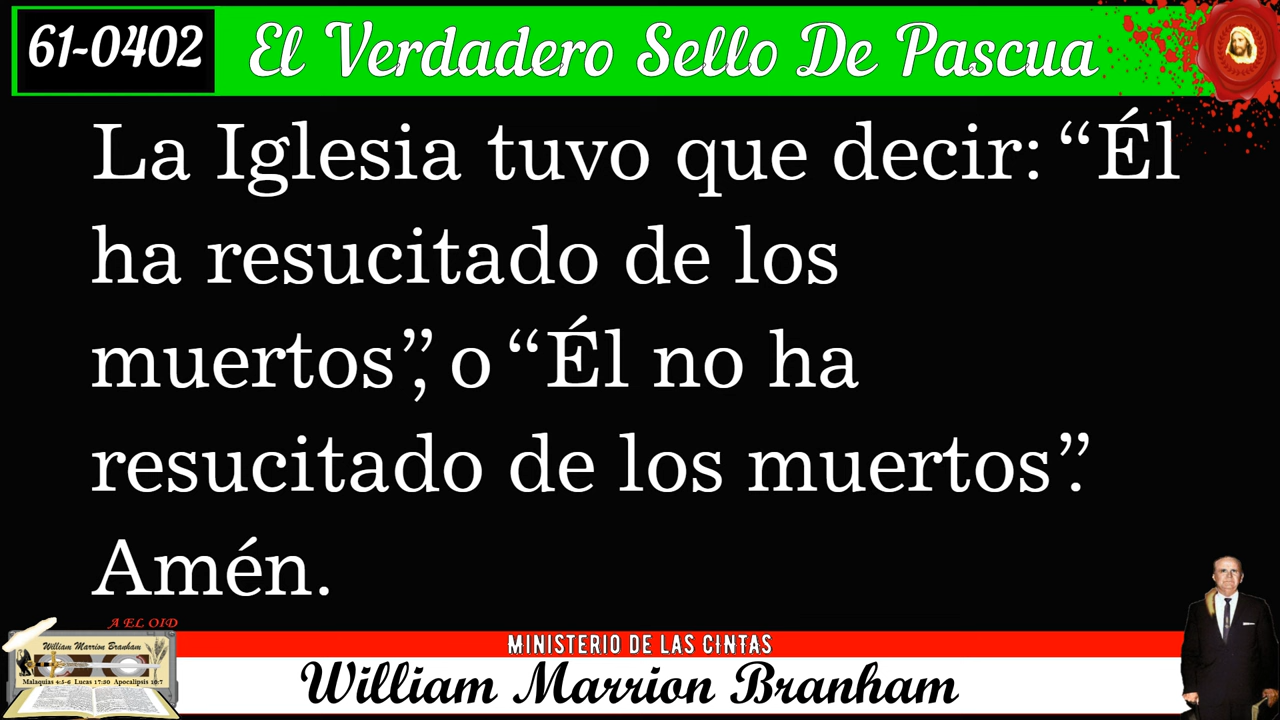 61-0402
El Verdadero Sello De Pascua
La Iglesia tuvo que decir: “Él
ha resucitado de los
muertos”, o “Él no ha
resucitado de los muertos”.
Amén.
A EL OID
William Marrion Branham
Malaquias 4:5-6 Lucas 17:30 Apocalipsis 10:7
MINISTERIO DE LAS CINTAS
William Marrion Branham